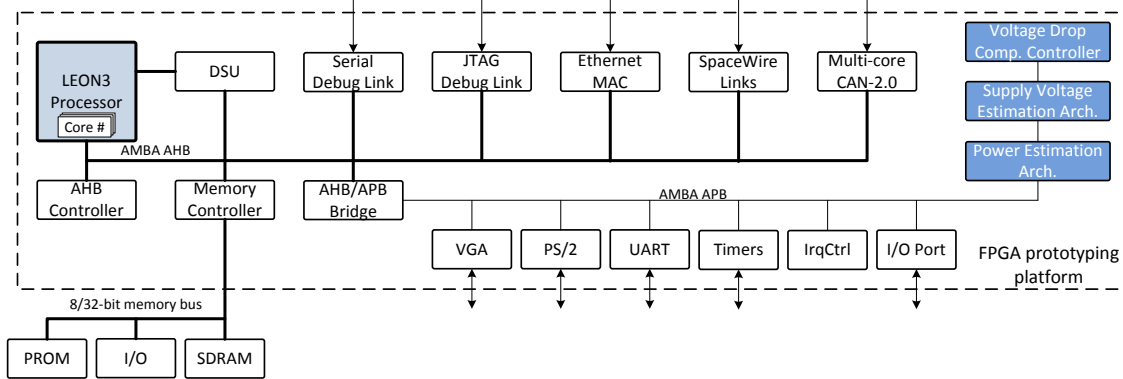 LEON3
Processor
Core #
DSU
Serial
Debug Link
JTAG
Debug Link
Ethernet
MAC
SpaceWire
Links
Multi-core
CAN-2.0
Voltage Drop
Comp. Controller
Supply Voltage
Estimation Arch.
Power Estimation
Arch.
AMBA AHB
AHB
Controller
Memory
Controller
AHB/APB
Bridge
AMBA APB
VGA
PS/2
UART
Timers
IrqCtrl
I/O Port
FPGA prototyping
platform
8/32-bit memory bus
PROM
I/O
SDRAM